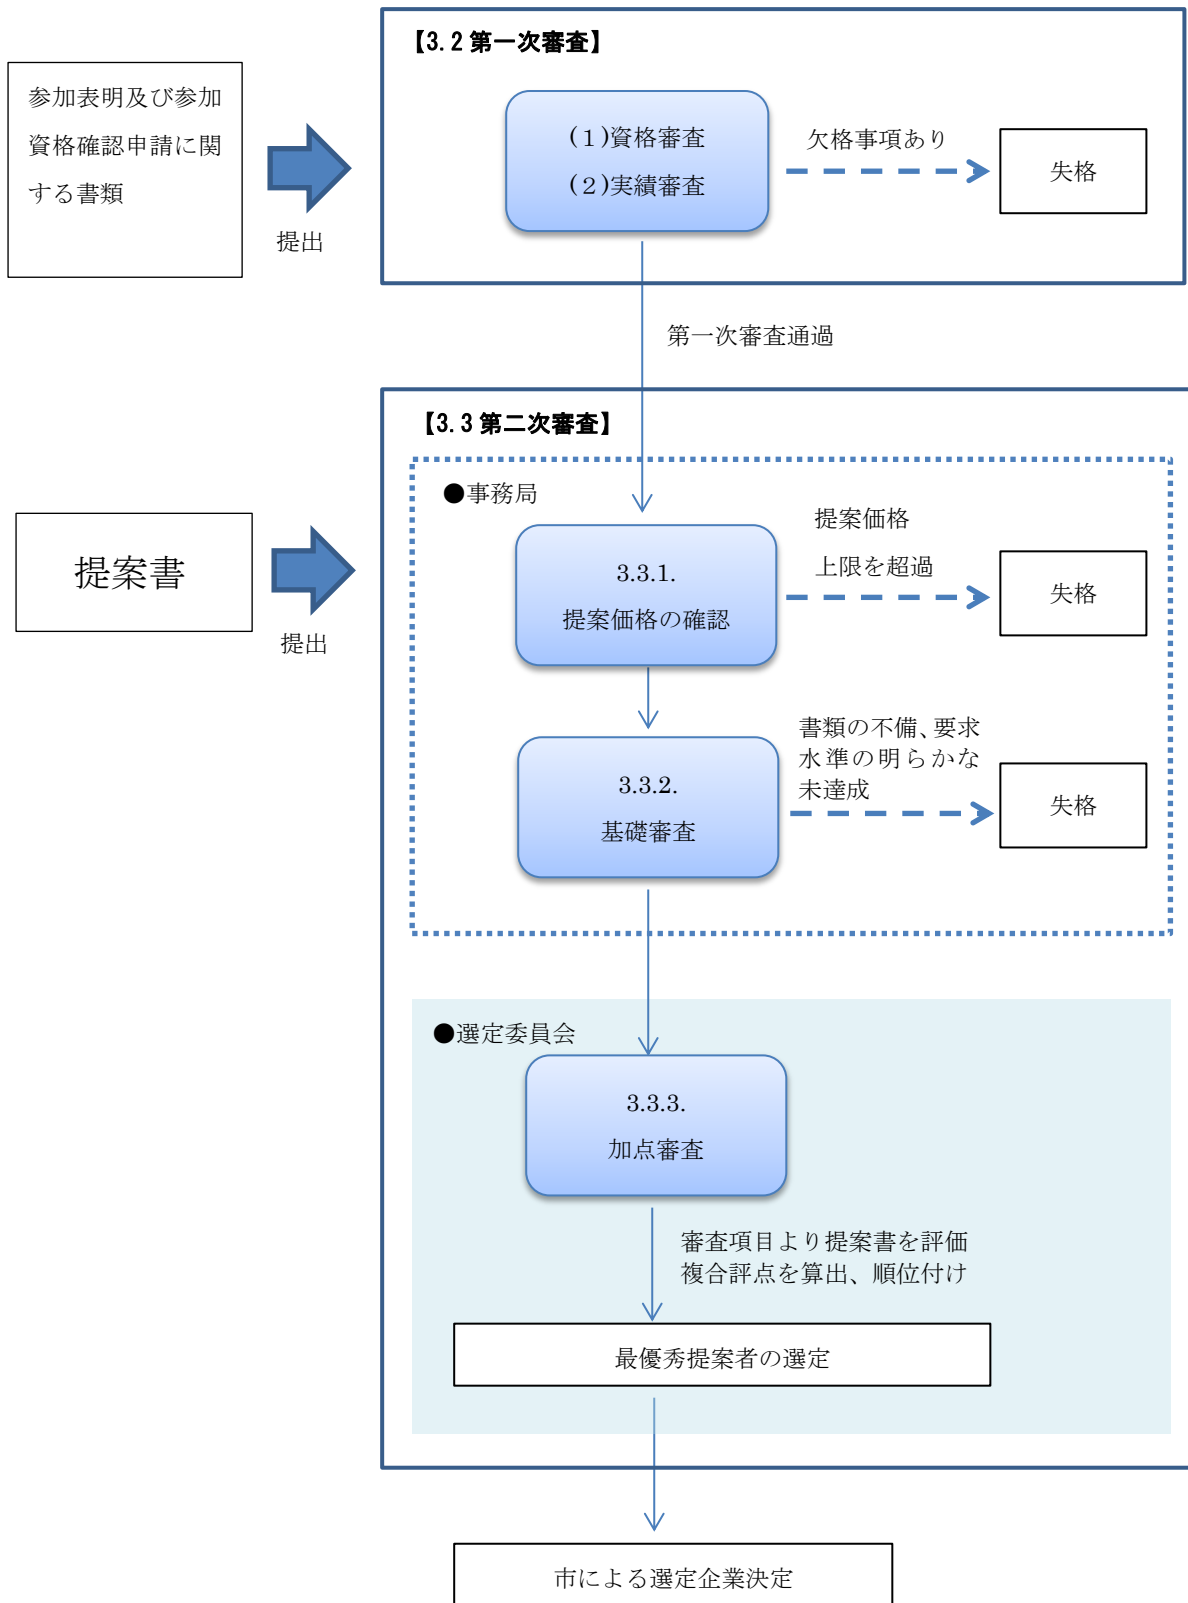 【3.2 第一次審査】
参加表明及び参加
資格確認申請に関
する書類
提出
(１)資格審査
(２)実績審査
欠格事項あり
失格
第一次審査通過
【3.3 第二次審査】
●事務局
提案書
提出
3.3.1.
提案価格の確認
提案価格
上限を超過
失格
3.3.2.
基礎審査
書類の不備、要求
水準の明らかな
未達成
失格
●選定委員会
3.3.3.
加点審査
審査項目より提案書を評価
複合評点を算出、順位付け
最優秀提案者の選定
市による選定企業決定